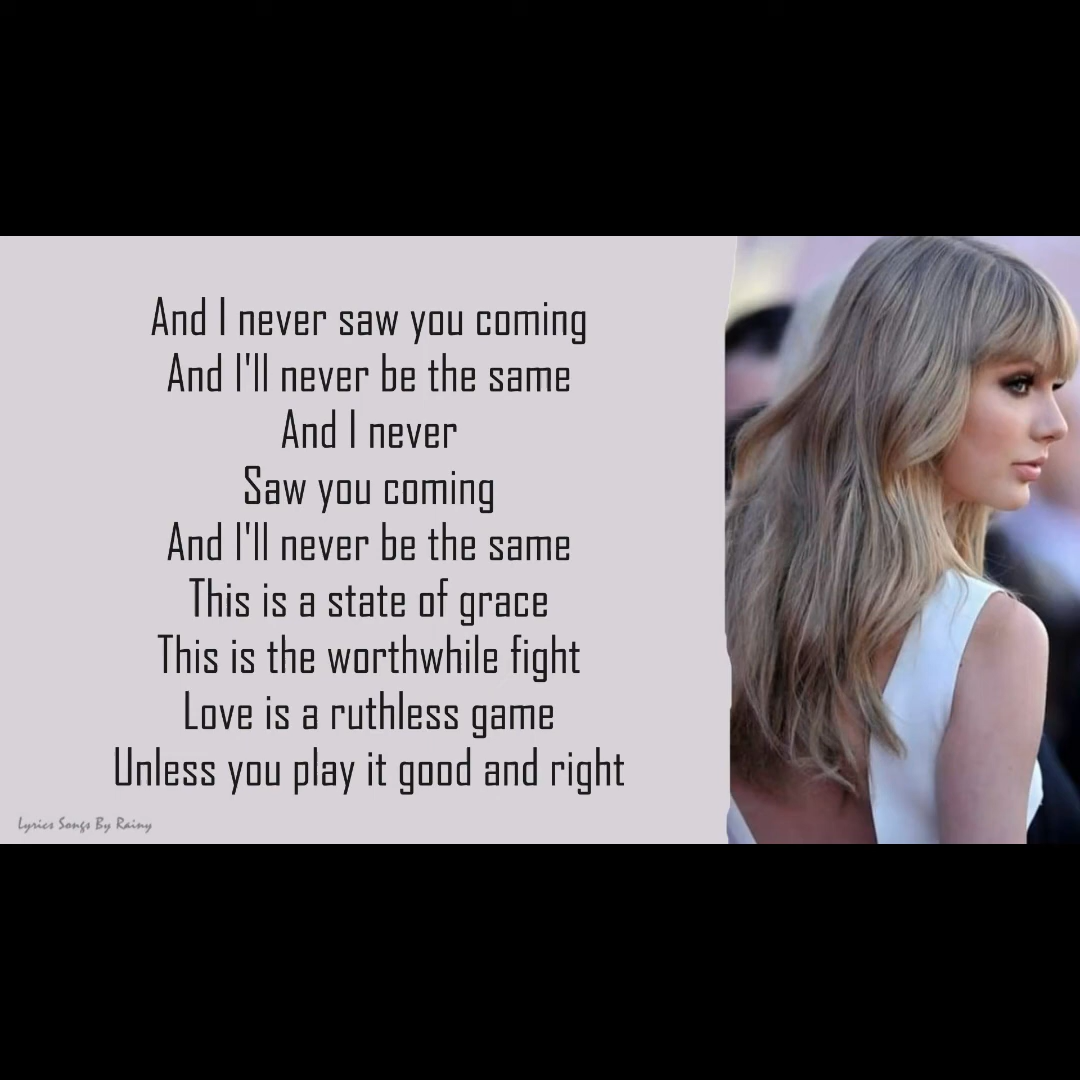 And I never saw you coming
And I'll never be the same
And I never
Saw you coming
And I'll never be the same
This is a state of grace
This is the worthwhile fight
Love is a ruthless game
Unless you play it good and right
Lyrics Songs By Rainy